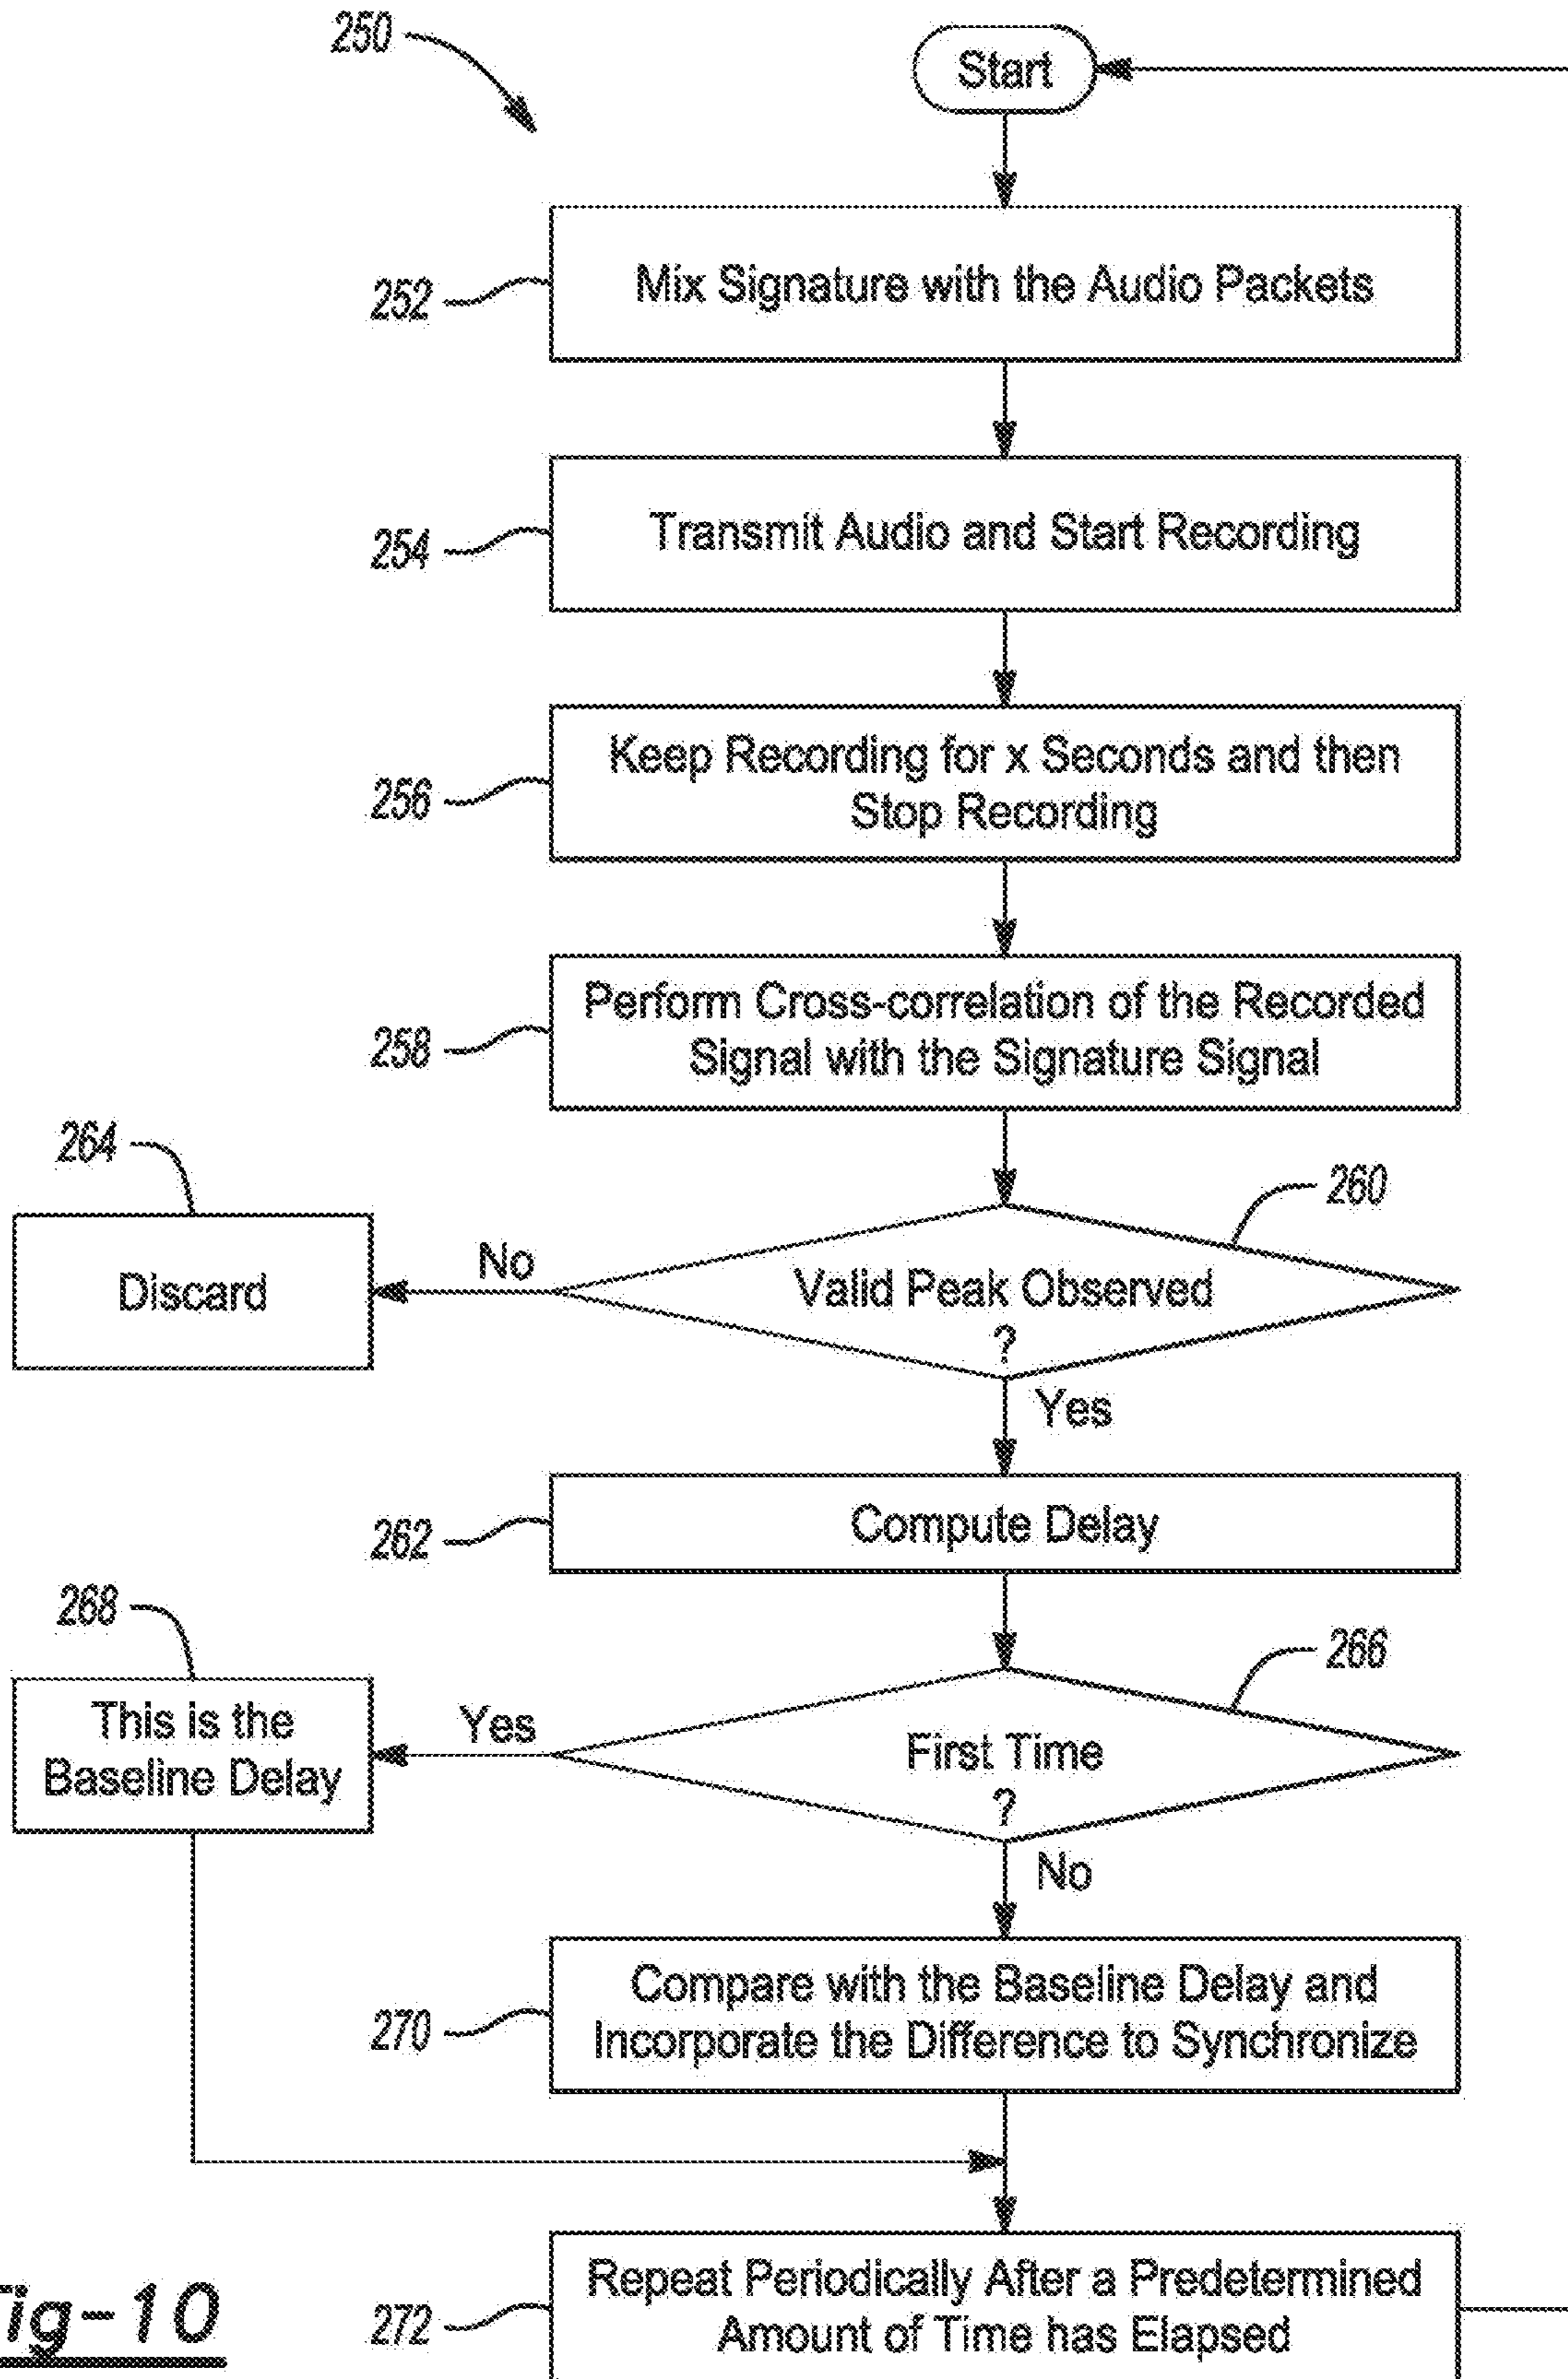 250
Start
252
Mix Signature with the Audio Packets
254
Transmit Audio and Start Recording
256
Keep Recording for x Seconds and then
Stop Recording
258
Perform Cross-correlation of the Recorded
Signal with the Signature Signal
264
260
Discard
No
Valid Peak Observed
?
Yes
262
Compute Delay
268
266
This is the
Baseline Delay
Yes
First Time
?
No
270
Compare with the Baseline Delay and
Incorporate the Difference to Synchronize
272
Repeat Periodically After a Predetermined
Amount of Time has Elapsed
Fig-10